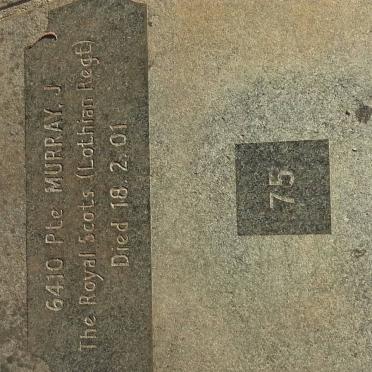 6410 Pte MURRAY. J
The Royal Scots (Lothian Regt)
Died 18. 2. 01
75